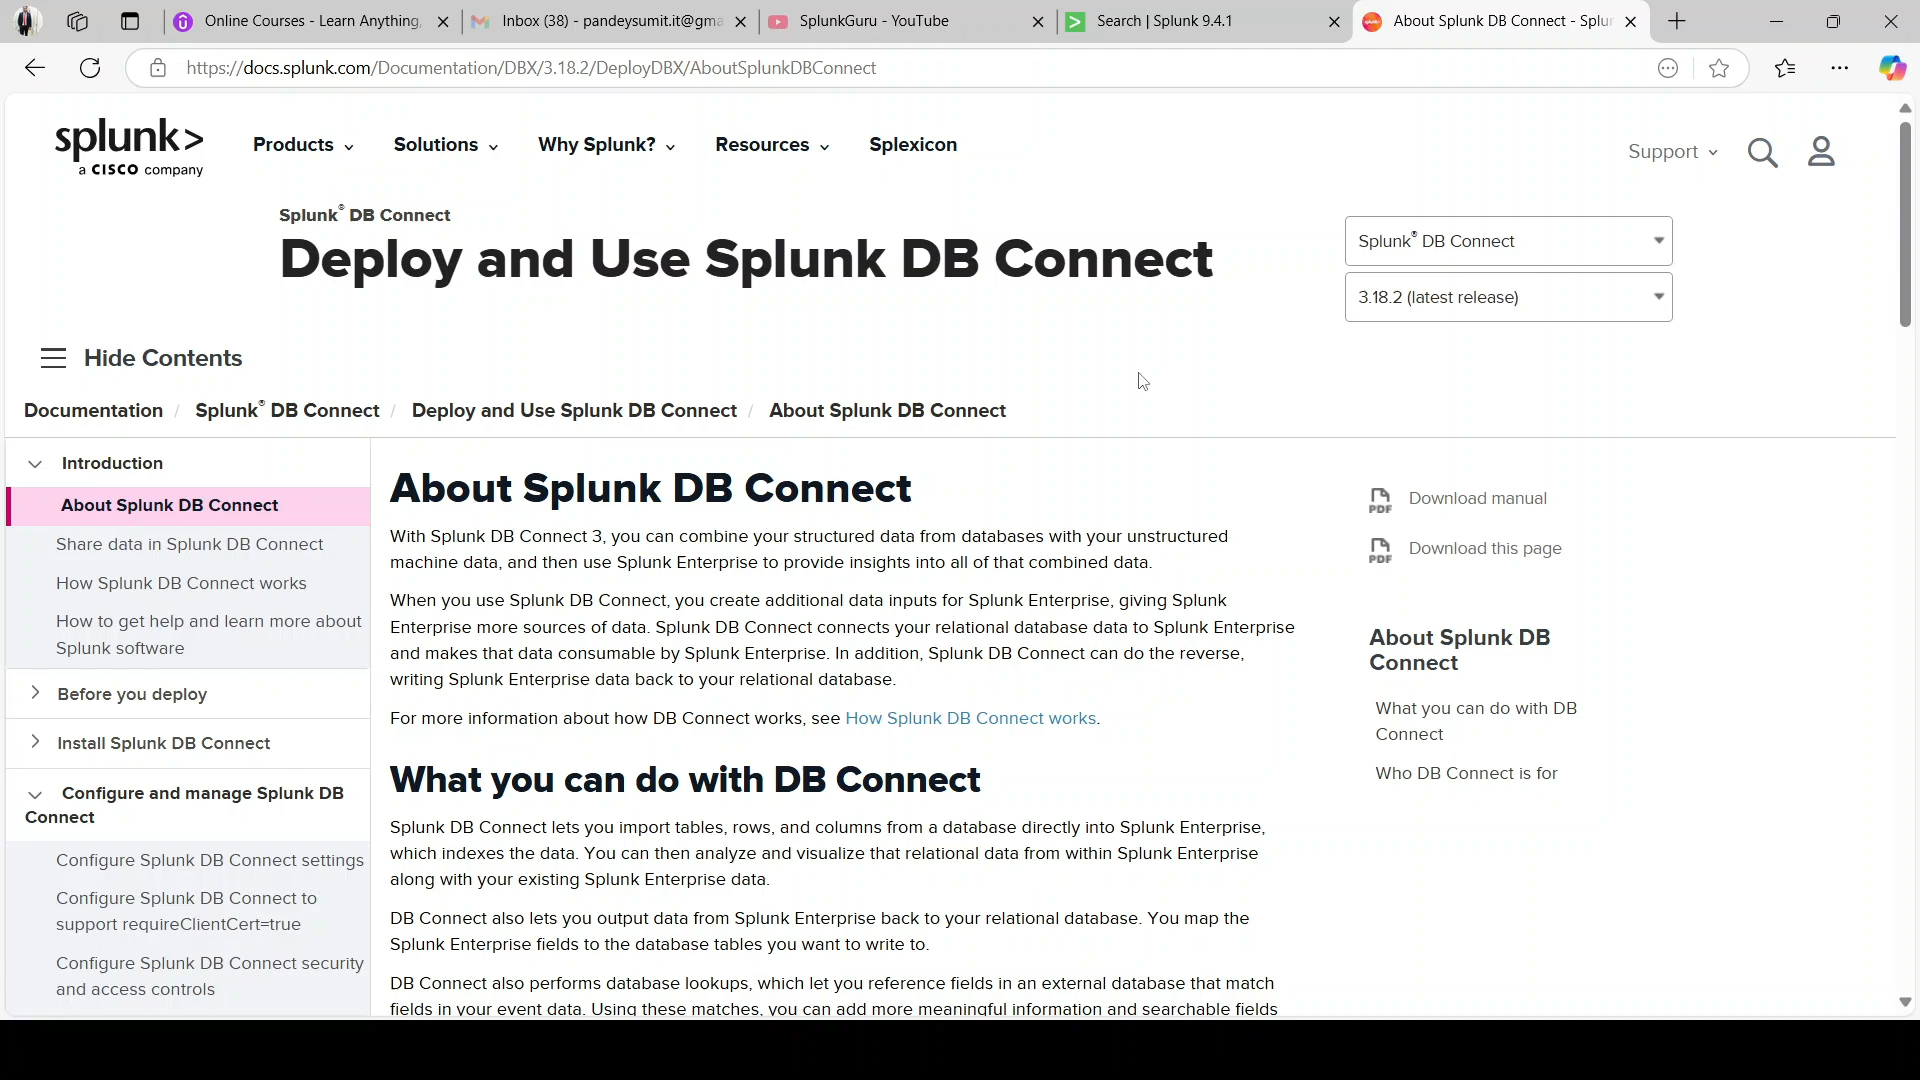 Online Courses - Learn Anything,
Inbox (38) - pandeysumit.it@gma
SplunkGuru - YouTube
Search | Splunk 9.4.1
About Splunk DB Connect - Splu
https://docs.splunk.com/Documentation/DBX/3.18.2/DeployDBX/AboutSplunkDBConnect
splunk>
a CISCO company
Products
Solutions
Why Splunk?
Resources
Splexicon
Support
Splunk® DB Connect
Deploy and Use Splunk DB Connect
Splunk® DB Connect
3.18.2 (latest release)
Hide Contents
Documentation / Splunk® DB Connect / Deploy and Use Splunk DB Connect / About Splunk DB Connect
Introduction
About Splunk DB Connect
Share data in Splunk DB Connect
How Splunk DB Connect works
How to get help and learn more about
Splunk software
Before you deploy
Install Splunk DB Connect
Configure and manage Splunk DB
Connect
Configure Splunk DB Connect settings
Configure Splunk DB Connect to
support requireClientCert=true
Configure Splunk DB Connect security
and access controls
About Splunk DB Connect
With Splunk DB Connect 3, you can combine your structured data from databases with your unstructured
machine data, and then use Splunk Enterprise to provide insights into all of that combined data.
When you use Splunk DB Connect, you create additional data inputs for Splunk Enterprise, giving Splunk
Enterprise more sources of data. Splunk DB Connect connects your relational database data to Splunk Enterprise
and makes that data consumable by Splunk Enterprise. In addition, Splunk DB Connect can do the reverse,
writing Splunk Enterprise data back to your relational database.
For more information about how DB Connect works, see How Splunk DB Connect works.
What you can do with DB Connect
Splunk DB Connect lets you import tables, rows, and columns from a database directly into Splunk Enterprise,
which indexes the data. You can then analyze and visualize that relational data from within Splunk Enterprise
along with your existing Splunk Enterprise data.
DB Connect also lets you output data from Splunk Enterprise back to your relational database. You map the
Splunk Enterprise fields to the database tables you want to write to.
DB Connect also performs database lookups, which let you reference fields in an external database that match
fields in your event data. Using these matches, you can add more meaningful information and searchable fields
PDF Download manual
PDF Download this page
About Splunk DB
Connect
What you can do with DB
Connect
Who DB Connect is for